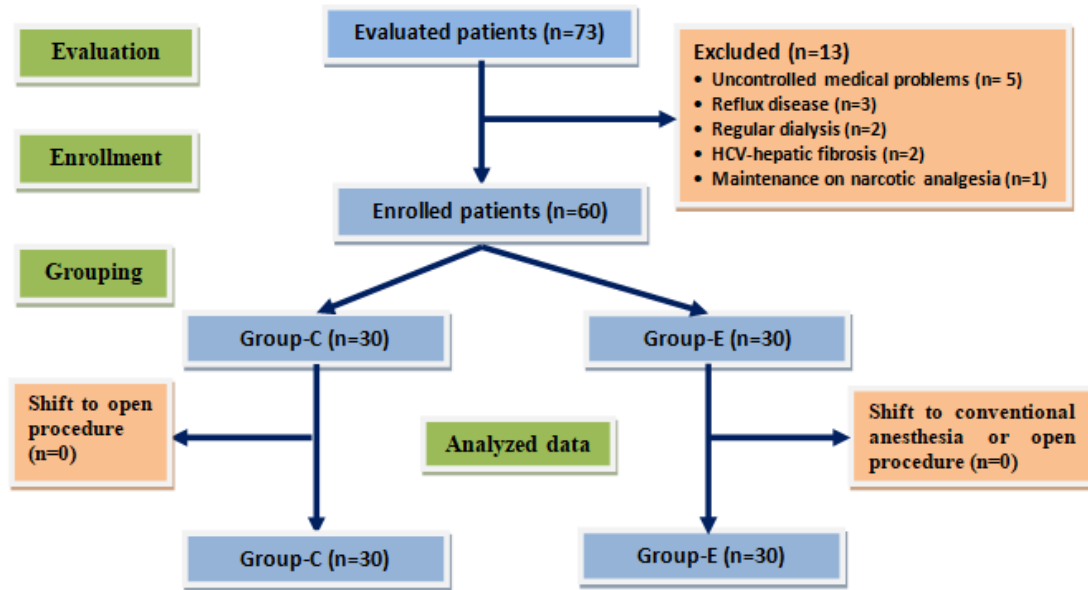 Evaluated patients (n=73)
Evaluation
Excluded (n=13)
• Uncontrolled medical problems (n= 5)
• Reflux disease (n=3)
• Regular dialysis (n=2)
• HCV-hepatic fibrosis (n=2)
• Maintenance on narcotic analgesia (n=1)
Enrollment
Enrolled patients (n=60)
Grouping
Group-C (n=30)
Group-E (n=30)
Shift to open
procedure
(n=0)
Analyzed data
Shift to conventional
anesthesia or open
procedure (n=0)
Group-C (n=30)
Group-E (n=30)